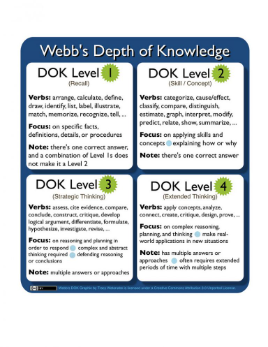 Webb's Depth of Knowledge
DOK Level 1
(Recall)
Verbs: arrange, calculate, define,
draw, identify, list, label, illustrate,
match, memorize, recognize, tell, ...
Focus: on specific facts,
definitions, details, or procedures
Note: there's one correct answer,
and a combination of Level 1s does
not make it a Level 2
DOK Level 2
(Skill / Concept)
Verbs: categorize, cause/effect,
classify, compare, distinguish,
estimate, graph, interpret, modify,
predict, relate, show, summarize, ...
Focus: on applying skills and
concepts explaining how or why
Note: there's one correct answer
DOK Level 3
(Strategic Thinking)
Verbs: assess, cite evidence, compare,
conclude, construct, critique, develop
logical argument, differentiate, formulate,
hypothesize, investigate, revise, ...
Focus: on reasoning and planning in
order to respond complex and abstract
thinking required defending reasoning
or conclusions
Note: multiple answers or approaches
DOK Level 4
(Extended Thinking)
Verbs: apply concepts, analyze,
connect, create, critique, design, prove, ...
Focus: on complex reasoning,
planning, and thinking make real-
world applications in new situations
Note: has multiple answers or
approaches often requires extended
periods of time with multiple steps